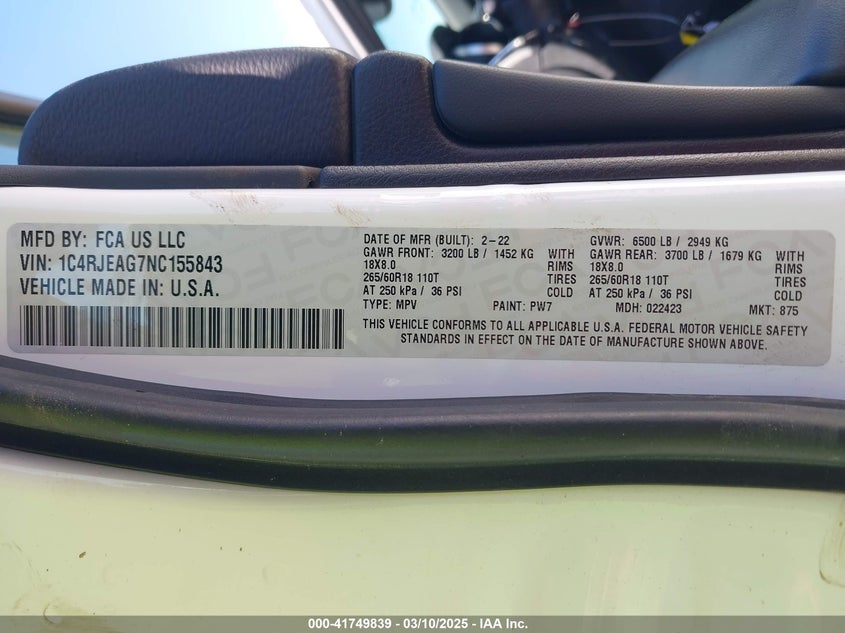 MFD BY: FCA US LLC
VIN: 1C4RJEAG7NC155843
VEHICLE MADE IN: U.S.A.
DATE OF MFR (BUILT): 2-22
GVWR: 6500 LB / 2949 KG
GAWR FRONT: 3200 LB / 1452 KG
GAWR REAR: 3700 LB / 1679 KG
18X8.0 RIMS
18X8.0 RIMS
265/60R18 110T TIRES
265/60R18 110T TIRES
AT 250 kPa / 36 PSI COLD
AT 250 kPa / 36 PSI COLD
TYPE: MPV PAINT: PW7 MDH: 022423 MKT: 875
THIS VEHICLE CONFORMS TO ALL APPLICABLE U.S.A. FEDERAL MOTOR VEHICLE SAFETY
STANDARDS IN EFFECT ON THE DATE OF MANUFACTURE SHOWN ABOVE.
000-41749839 - 03/10/2025 - IAA Inc.